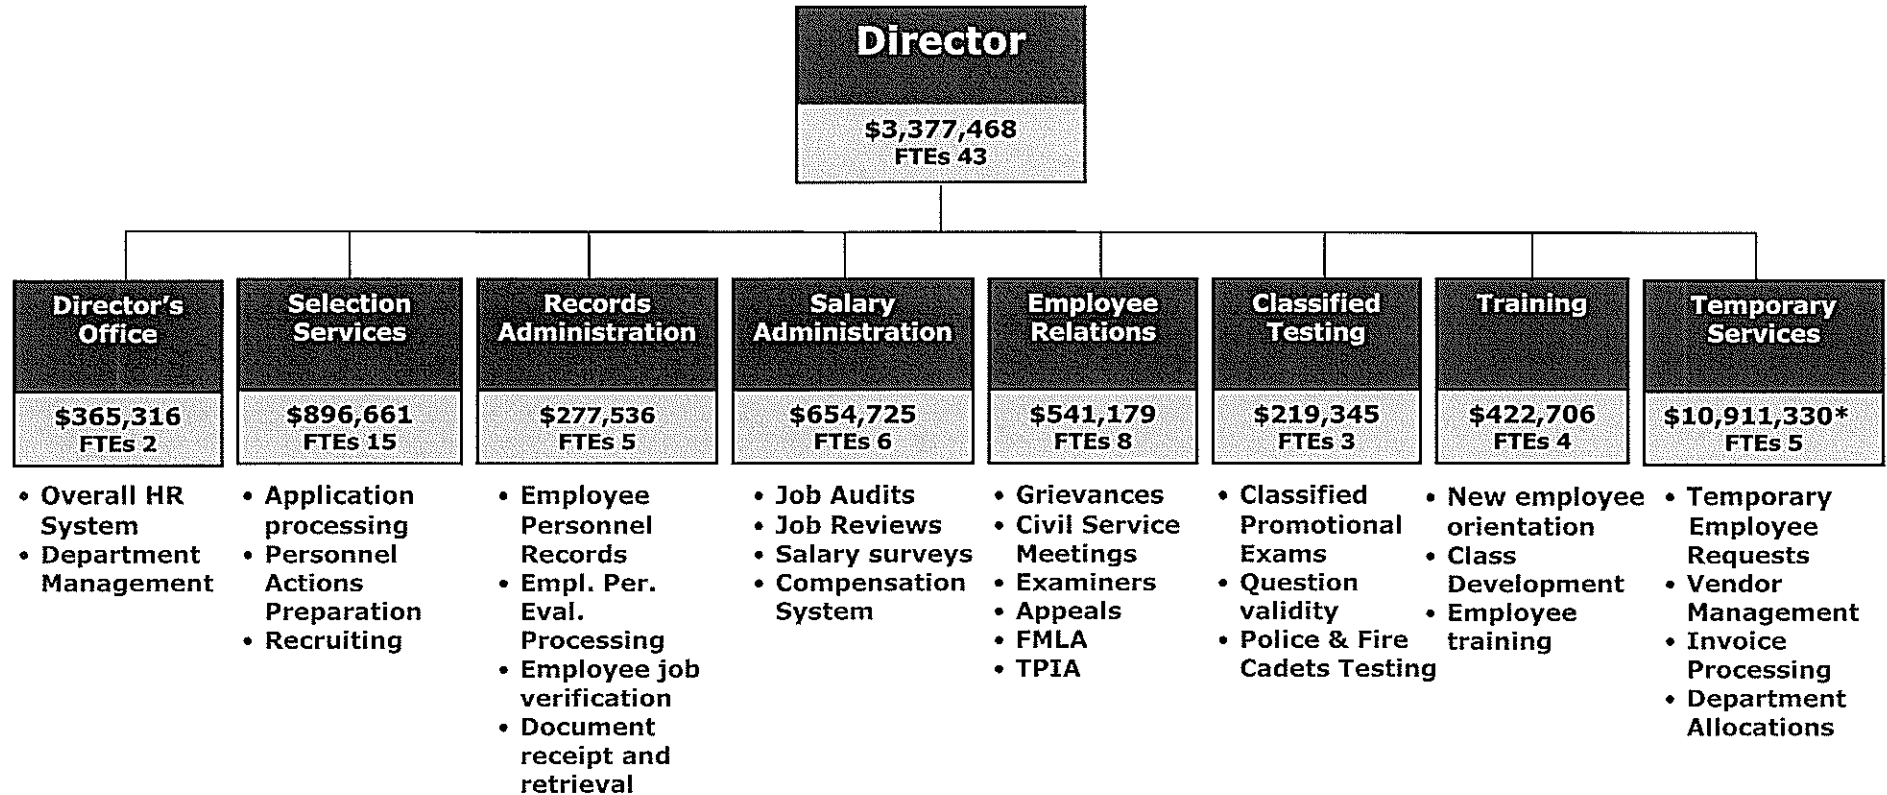 Director
$3,377,468
FTEs 43
Director's
Office
$365,316
FTEs 2
• Overall HR
System
• Department
Management
Selection
Services
$896,661
FTEs 15
• Application
processing
• Personnel
Actions
Preparation
• Recruiting
Records
Administration
$277,536
FTEs 5
• Employee
Personnel
Records
• Empl. Per.
Eval.
Processing
• Employee job
verification
• Document
receipt and
retrieval
Salary
Administration
$654,725
FTEs 6
• Job Audits
• Job Reviews
• Salary surveys
• Compensation
System
Employee
Relations
$541,179
FTEs 8
• Grievances
• Civil Service
Meetings
• Examiners
• Appeals
• FMLA
• TPIA
Classified
Testing
$219,345
FTEs 3
• Classified
Promotional
Exams
• Question
validity
• Police & Fire
Cadets Testing
Training
$422,706
FTEs 4
• New employee
orientation
• Class
Development
• Employee
training
Temporary
Services
$10,911,330*
FTEs 5
• Temporary
Employee
Requests
• Vendor
Management
• Invoice
Processing
• Department
Allocations